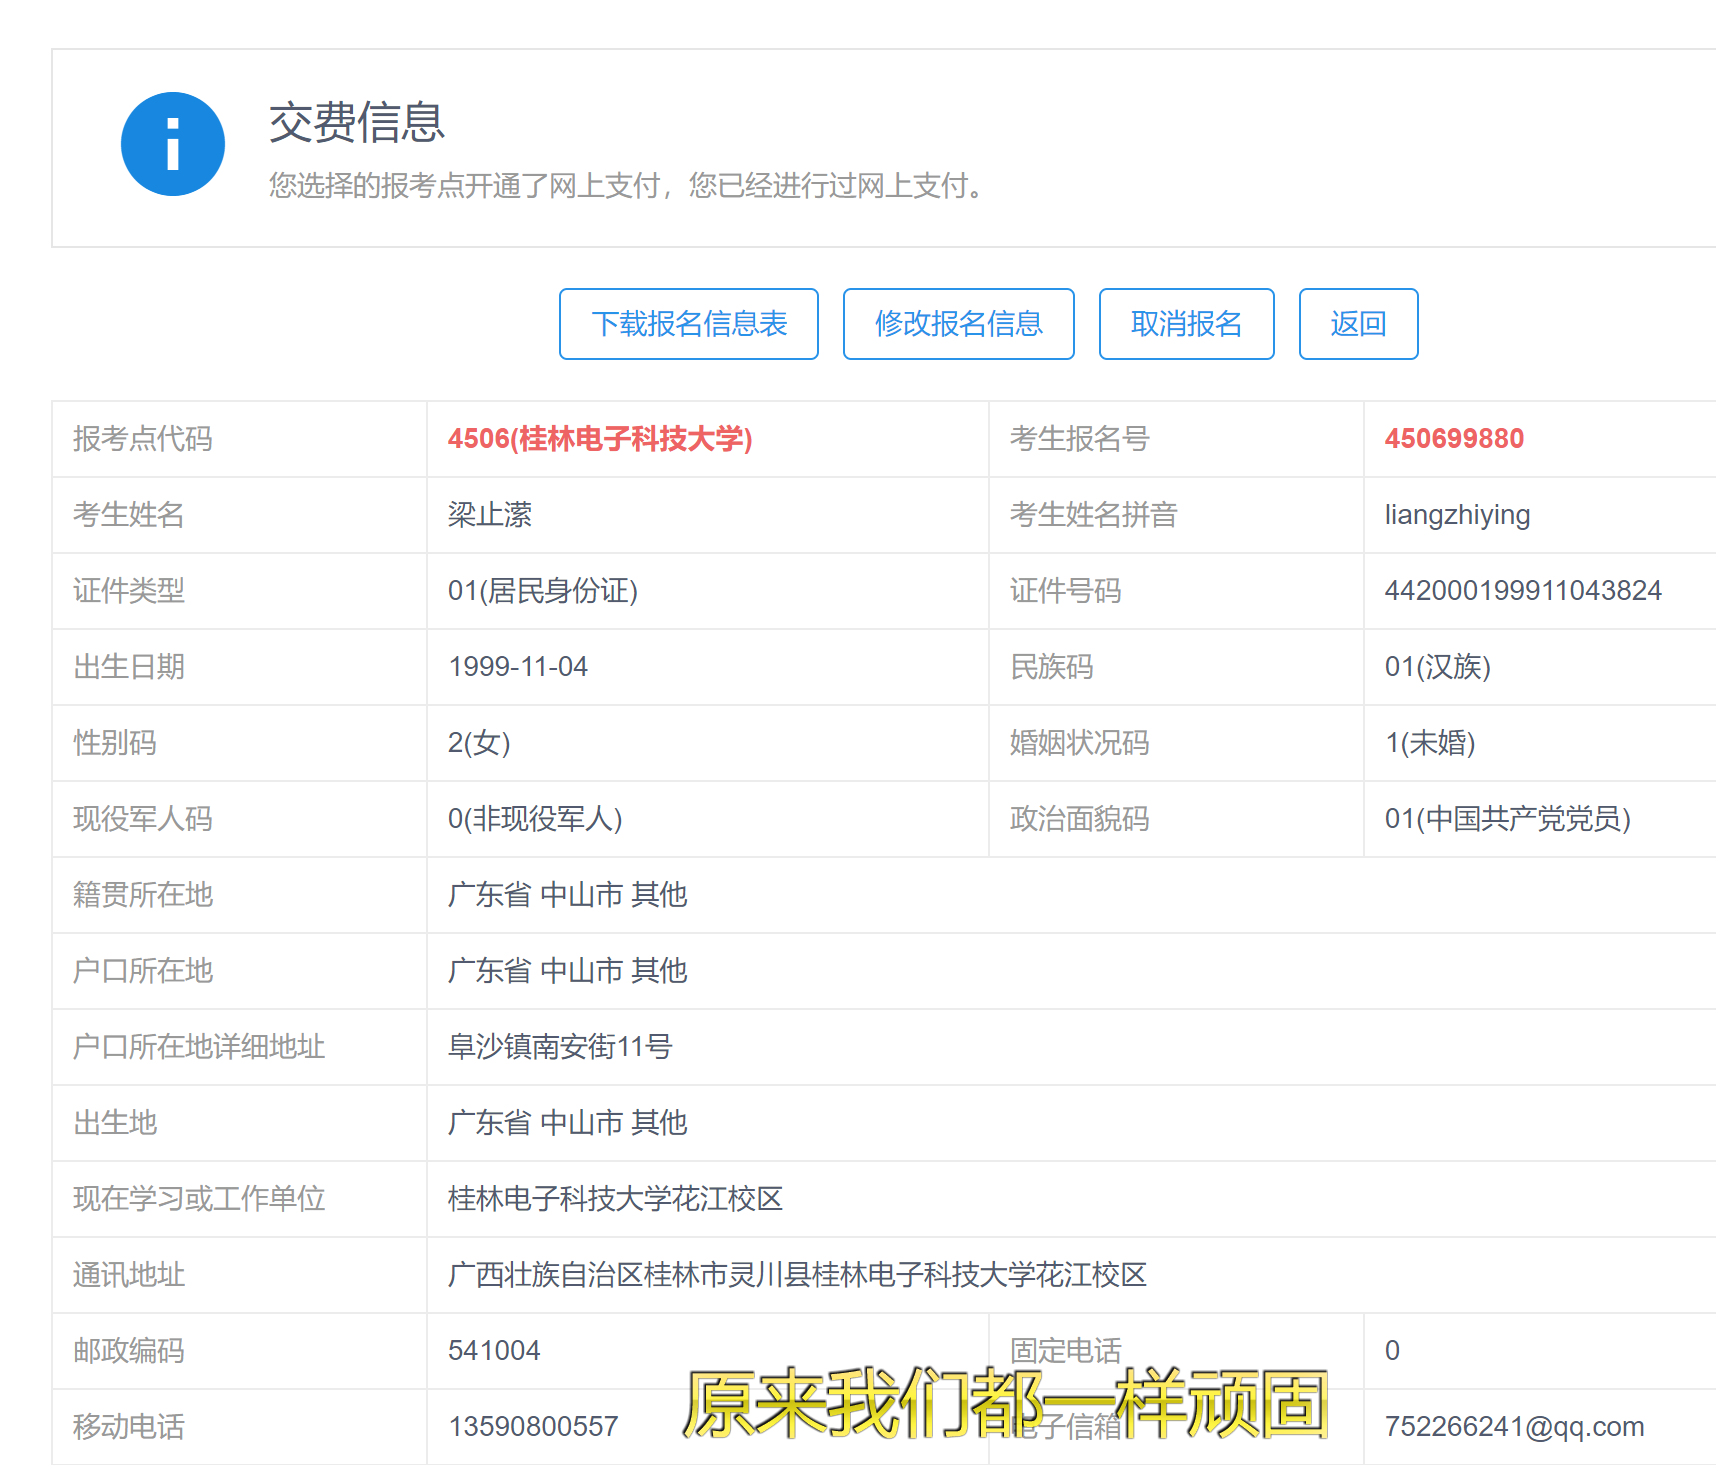 交费信息
您选择的报考点开通了网上支付，您已经进行过网上支付。
下载报名信息表 修改报名信息 取消报名 返回
报考点代码 4506(桂林电子科技大学) 考生报名号 450699880
考生姓名 梁止潆 考生姓名拼音 liangzhiying
证件类型 01(居民身份证) 证件号码 442000199911043824
出生日期 1999-11-04 民族码 01(汉族)
性别码 2(女) 婚姻状况码 1(未婚)
现役军人码 0(非现役军人) 政治面貌码 01(中国共产党党员)
籍贯所在地 广东省 中山市 其他
户口所在地 广东省 中山市 其他
户口所在地详细地址 阜沙镇南安街11号
出生地 广东省 中山市 其他
现在学习或工作单位 桂林电子科技大学花江校区
通讯地址 广西壮族自治区桂林市灵川县桂林电子科技大学花江校区
邮政编码 541004 固定电话 0
原来我们都一样顽固
移动电话 13590800557 电子信箱 752266241@qq.com